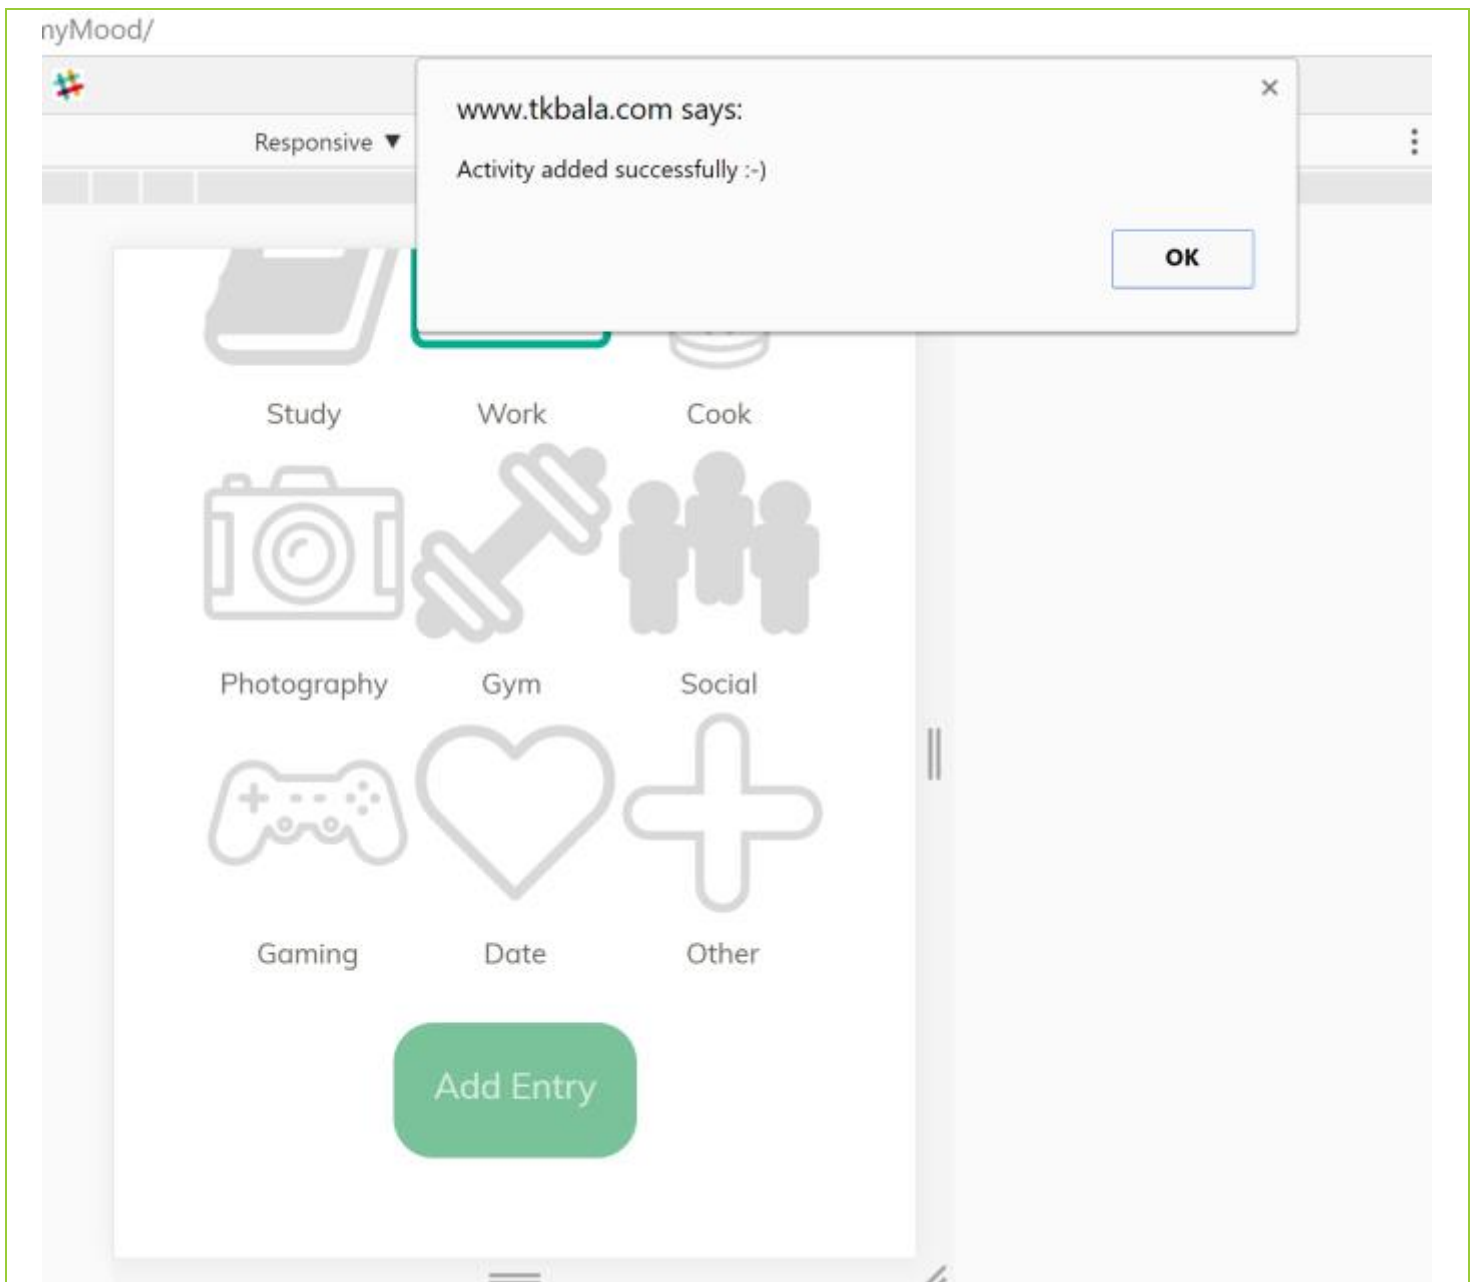 nyMood/
www.tkbala.com says:
Responsive ▼
Activity added successfully :-)
OK
Study Work Cook
Photography Gym Social
Gaming Date Other
Add Entry